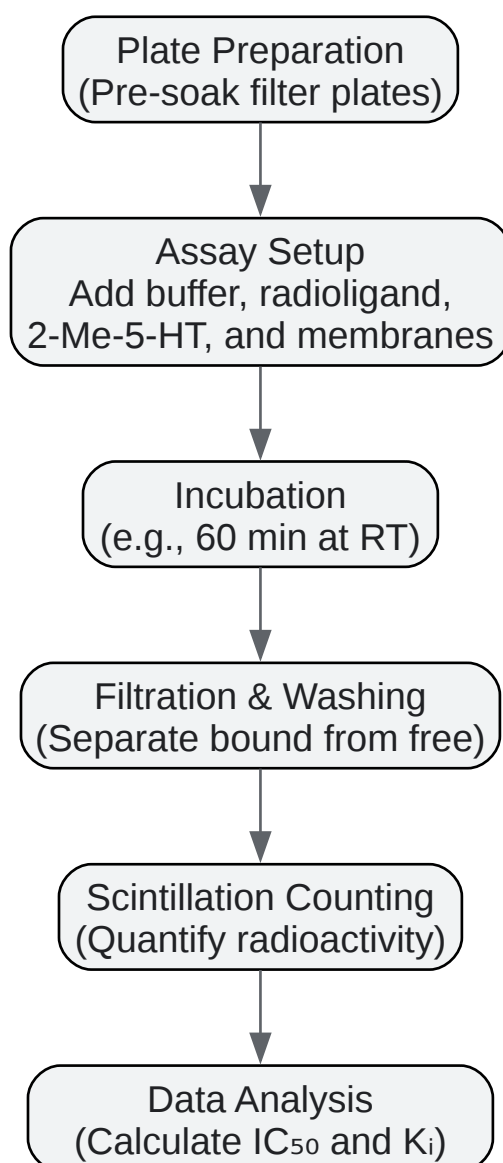 Plate Preparation
(Pre-soak filter plates)
Assay Setup
Add buffer, radioligand,
2-Me-5-HT, and membranes
Incubation
(e.g., 60 min at RT)
Filtration & Washing
(Separate bound from free)
Scintillation Counting
(Quantify radioactivity)
Data Analysis
(Calculate IC₅₀ and Kᵢ)